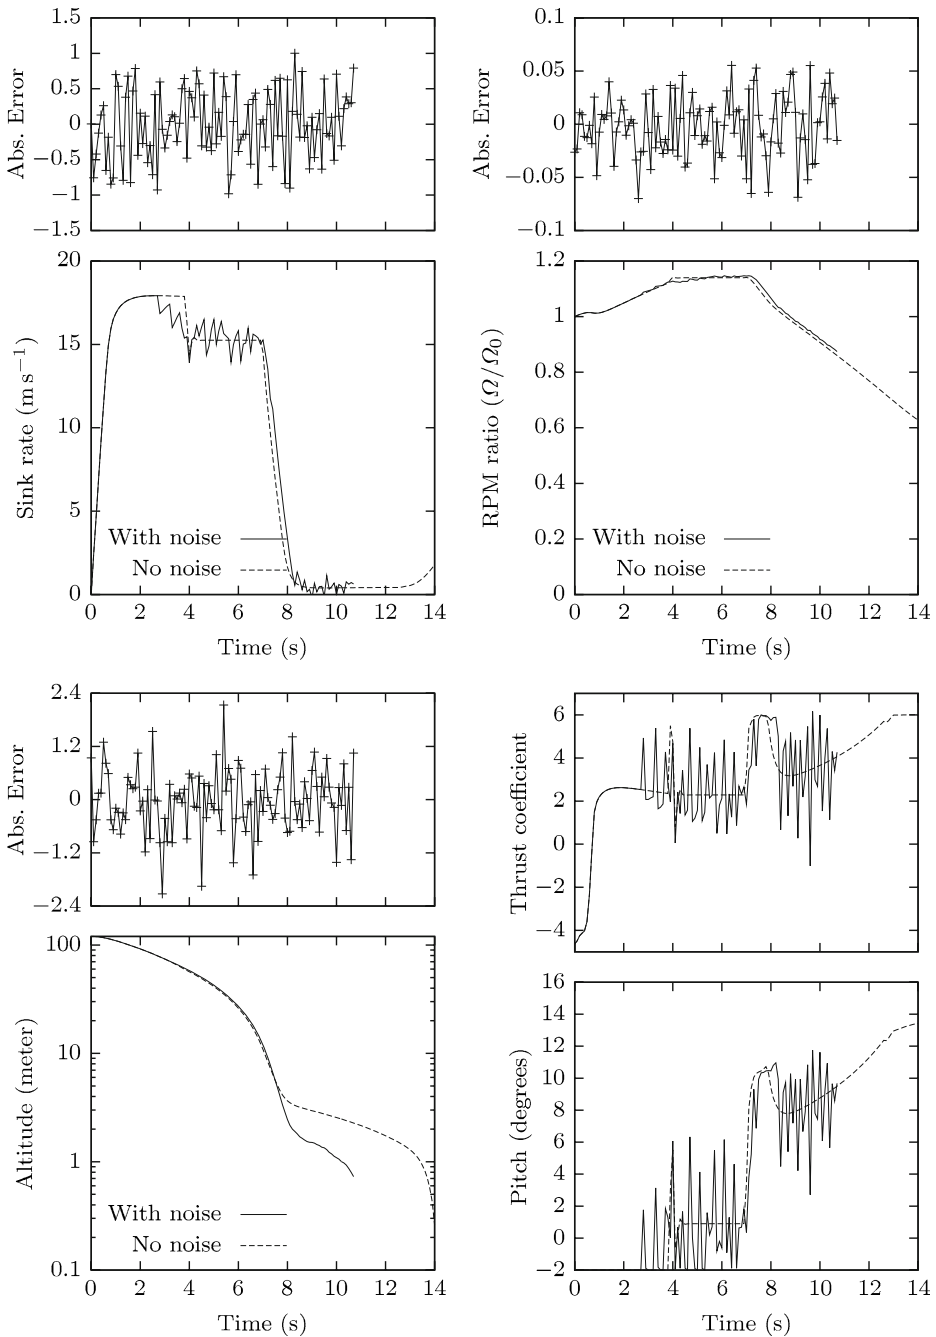 1.5
1
0.5
0
−0.5
−1
−1.5
Abs. Error
0.1
0.05
0
−0.05
−0.1
Abs. Error
20
15
10
5
0
Sink rate (m s⁻¹)
With noise
No noise
0 2 4 6 8 10 12 14
Time (s)
1.2
1
0.8
0.6
0.4
0.2
0
RPM ratio (Ω/Ω₀)
With noise
No noise
0 2 4 6 8 10 12 14
Time (s)
2.4
1.2
0
−1.2
−2.4
Abs. Error
6
4
2
0
−2
−4
Thrust coefficient
100
10
1
0.1
Altitude (meter)
With noise
No noise
0 2 4 6 8 10 12 14
Time (s)
16
14
12
10
8
6
4
2
0
−2
Pitch (degrees)
0 2 4 6 8 10 12 14
Time (s)